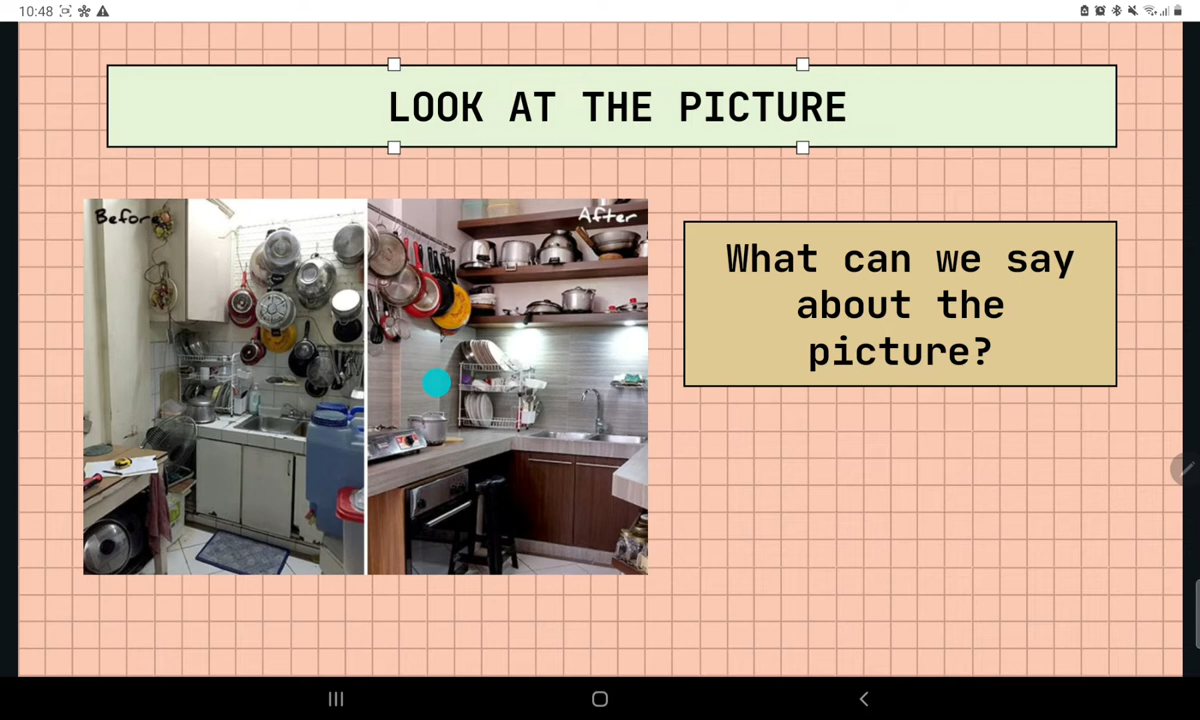 10:48
LOOK AT THE PICTURE
Before
After
What can we say
about the
picture?